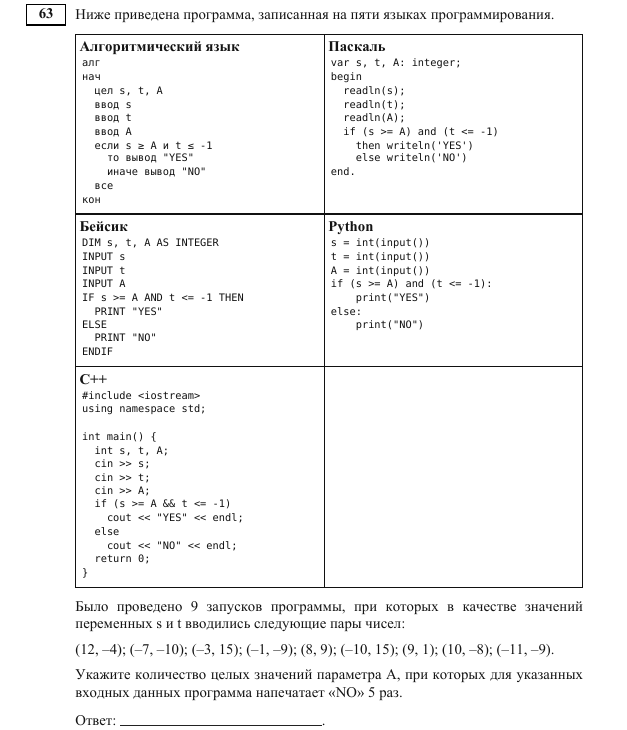 63 Ниже приведена программа, записанная на пяти языках программирования.
Алгоритмический язык
алг
нач
цел s, t, A
ввод s
ввод t
ввод A
если s ≥ A и t ≤ -1
то вывод "YES"
иначе вывод "NO"
все
кон
Паскаль
var s, t, A: integer;
begin
readln(s);
readln(t);
readln(A);
if (s >= A) and (t <= -1)
then writeln('YES')
else writeln('NO')
end.
Бейсик
DIM s, t, A AS INTEGER
INPUT s
INPUT t
INPUT A
IF s >= A AND t <= -1 THEN
PRINT "YES"
ELSE
PRINT "NO"
ENDIF
Python
s = int(input())
t = int(input())
A = int(input())
if (s >= A) and (t <= -1):
print("YES")
else:
print("NO")
C++
#include <iostream>
using namespace std;
int main() {
int s, t, A;
cin >> s;
cin >> t;
cin >> A;
if (s >= A && t <= -1)
cout << "YES" << endl;
else
cout << "NO" << endl;
return 0;
}
Было проведено 9 запусков программы, при которых в качестве значений
переменных s и t вводились следующие пары чисел:
(12, –4); (–7, –10); (–3, 15); (–1, –9); (8, 9); (–10, 15); (9, 1); (10, –8); (–11, –9).
Укажите количество целых значений параметра A, при которых для указанных
входных данных программа напечатает «NO» 5 раз.
Ответ: ____________________________.